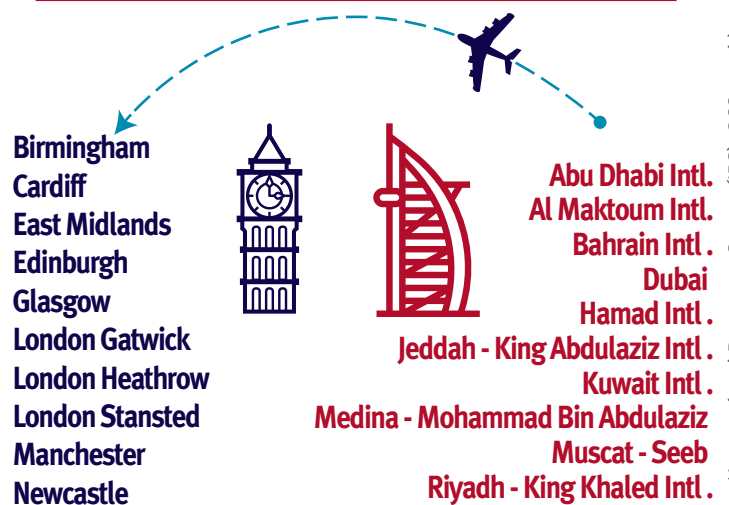 Birmingham
Cardiff
East Midlands
Edinburgh
Glasgow
London Gatwick
London Heathrow
London Stansted
Manchester
Newcastle
Abu Dhabi Intl.
Al Maktoum Intl.
Bahrain Intl .
Dubai
Hamad Intl .
Jeddah - King Abdulaziz Intl .
Kuwait Intl .
Medina - Mohammad Bin Abdulaziz
Muscat - Seeb
Riyadh - King Khaled Intl .